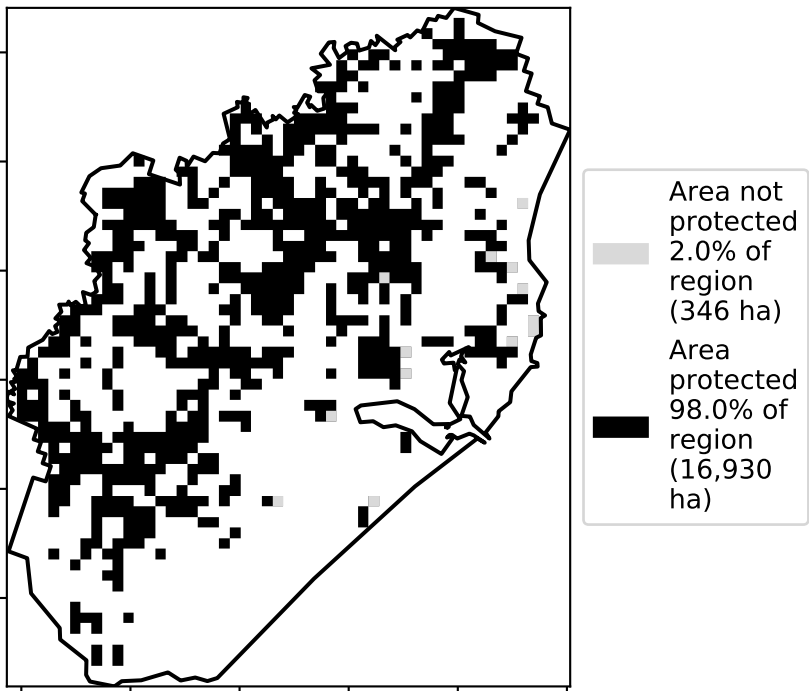 Area not
protected
2.0% of
region
(346 ha)
Area
protected
98.0% of
region
(16,930
ha)